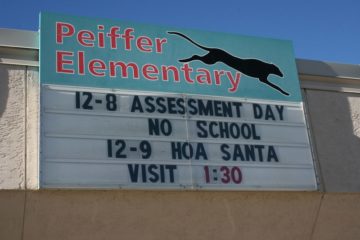 Peiffer
Elementary
12-8 ASSESSMENT DAY
NO SCHOOL
12-9 HOA SANTA
VISIT 1:30